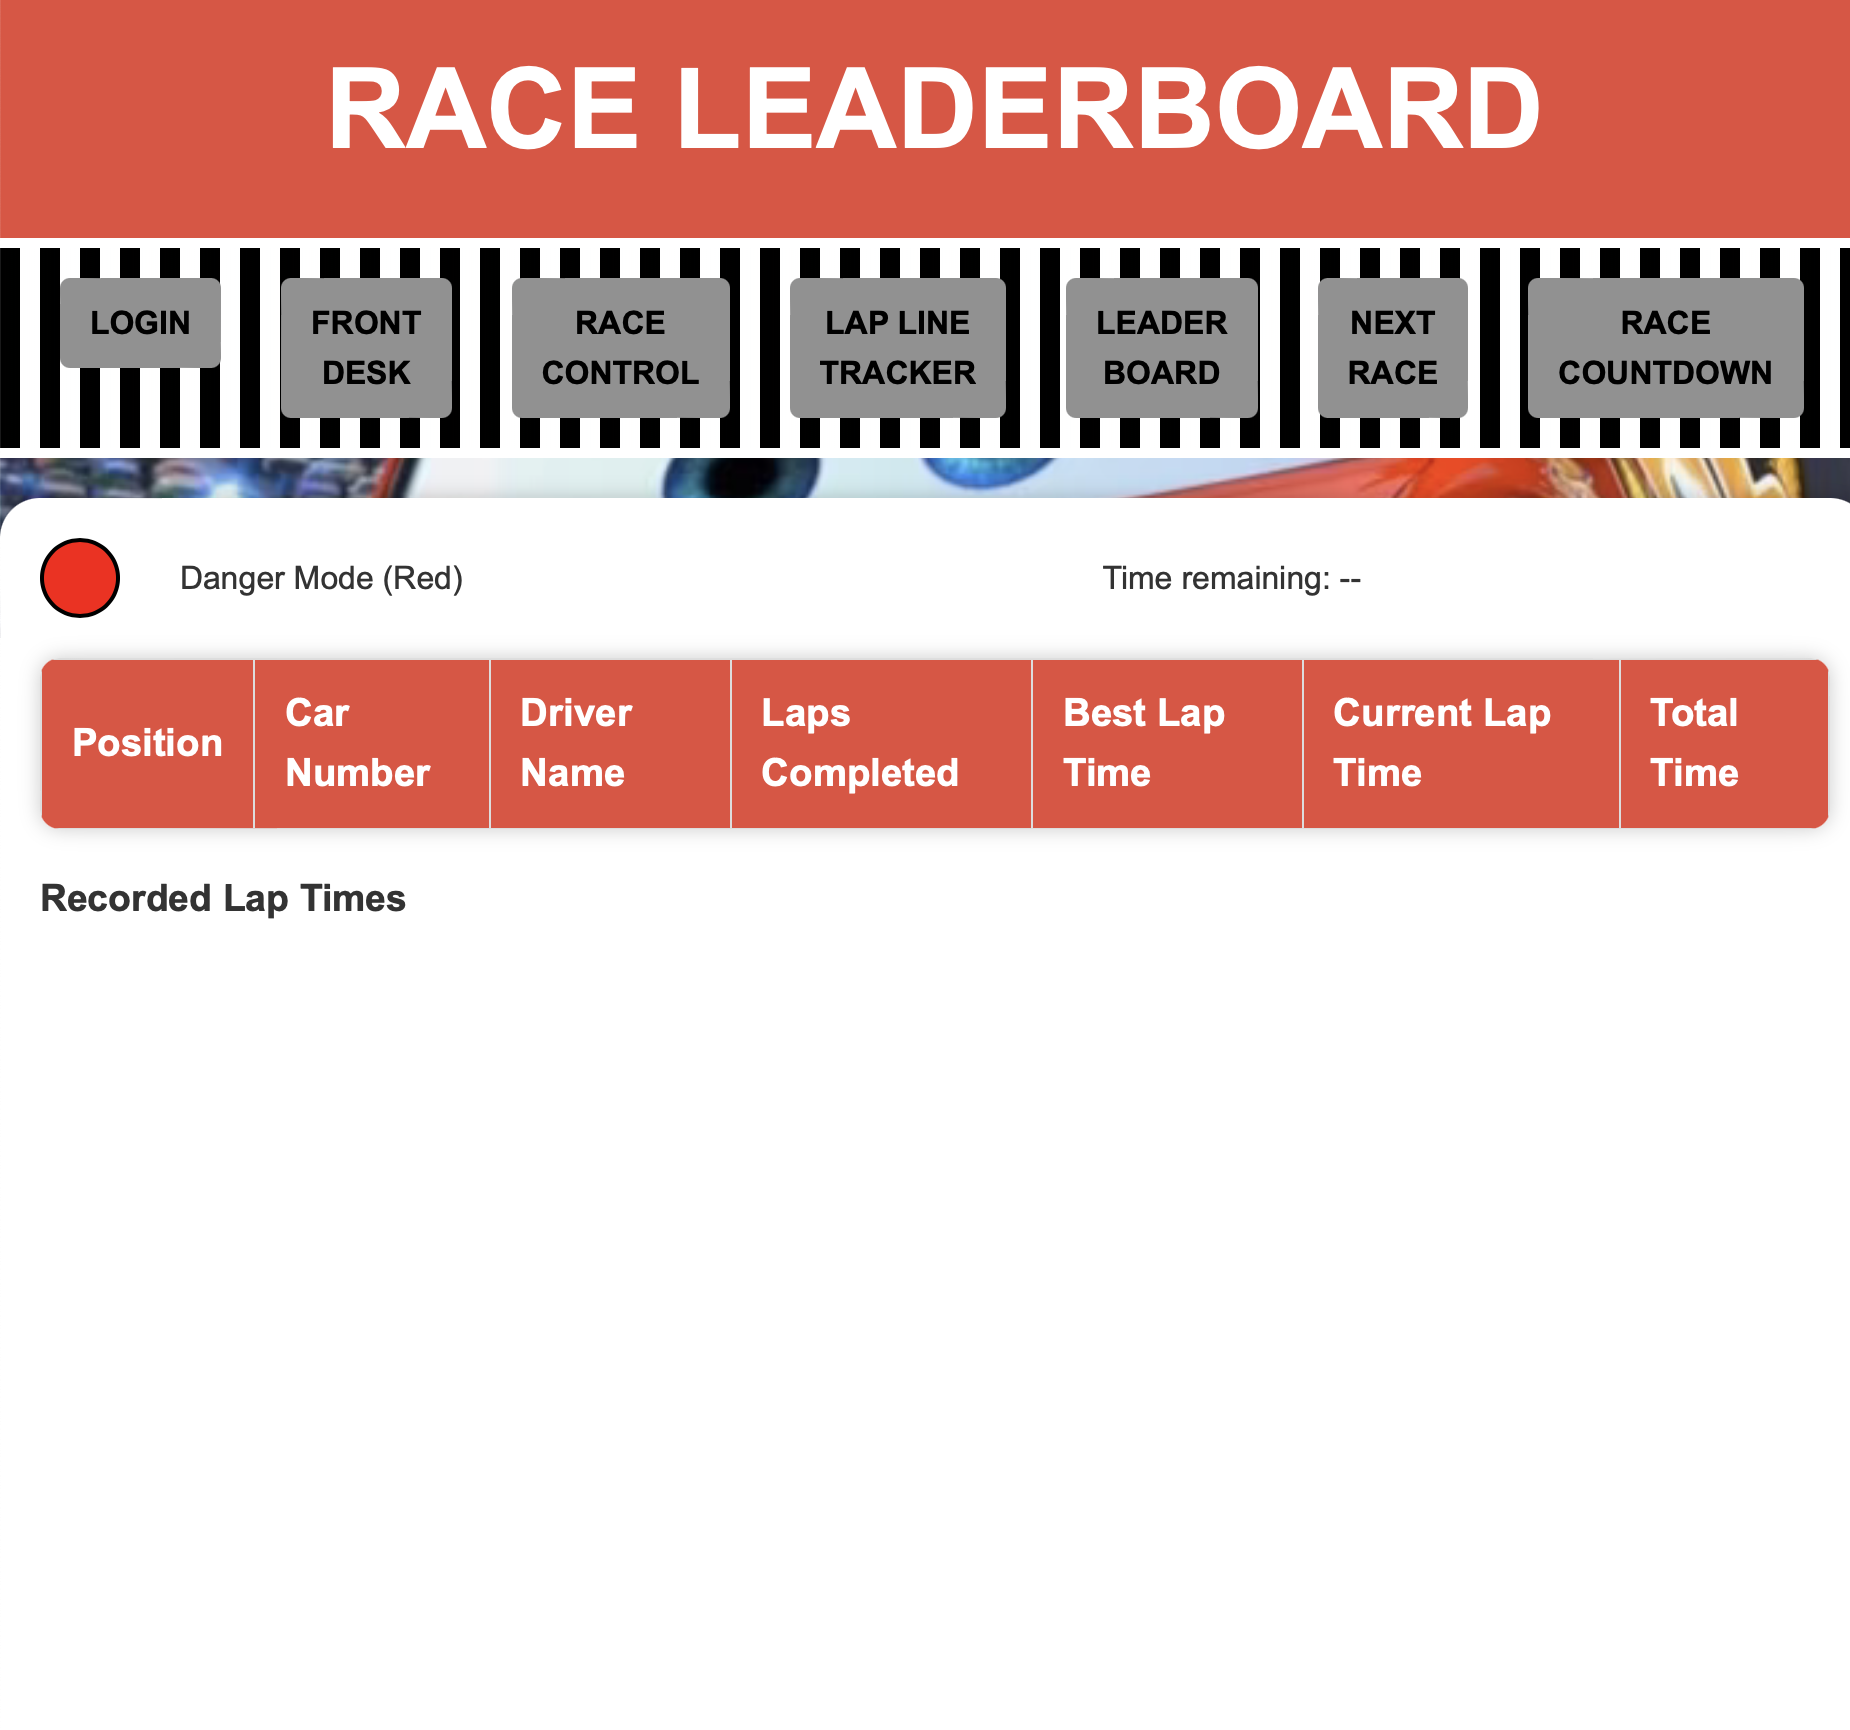 RACE LEADERBOARD
LOGIN
FRONT
DESK
RACE
CONTROL
LAP LINE
TRACKER
LEADER
BOARD
NEXT
RACE
RACE
COUNTDOWN
Danger Mode (Red)
Time remaining: --
Position
Car
Number
Driver
Name
Laps
Completed
Best Lap
Time
Current Lap
Time
Total
Time
Recorded Lap Times